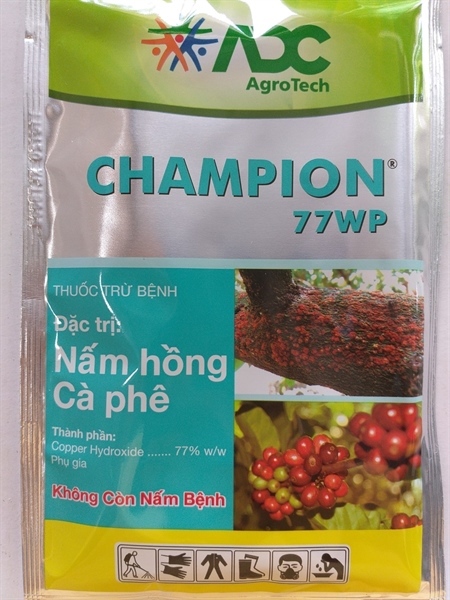 ADC
AgroTech
CHAMPION®
77WP
THUỐC TRỪ BỆNH
Đặc trị:
Nấm hồng
Cà phê
Thành phần:
Copper Hydroxide ....... 77% w/w
Phụ gia
Không Còn Nấm Bệnh